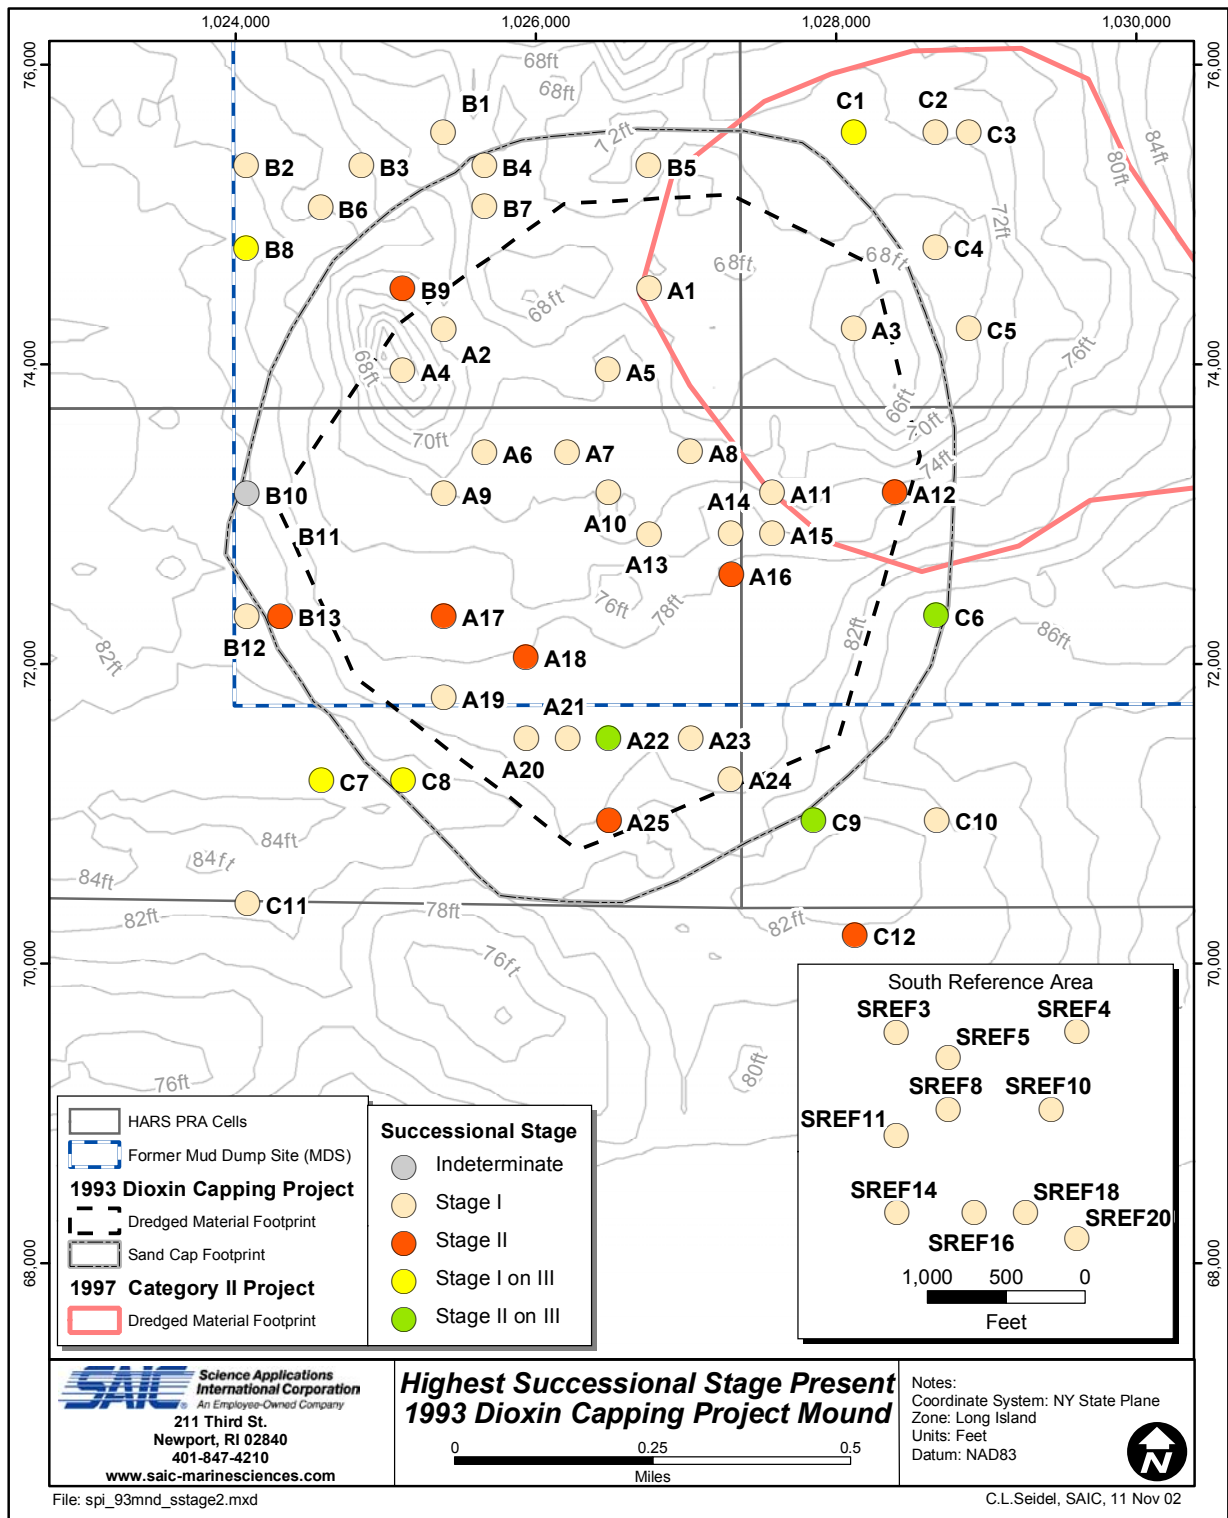 1,024,000 1,026,000 1,028,000 1,030,000
76,000 76,000
68ft
68ft
B1 C1 C2
84ft
72ft C3
80ft
B2 B3 B4 B5
B6 B7 72ft
B8 C4
68ft 68ft
B9 68ft A1
A2 A3 C5
76ft
74,000 68ft A4 A5 74,000
66ft
70ft 70ft
A6 A7 A8 74ft
B10 A9 A14 A11 A12
A10
B11 A13 A15
A16
76ft 78ft
B13 A17 C6
82ft 86ft
B12
82ft A18
72,000 72,000
A19 A21
A22 A23
A20
C7 C8 A24
A25 C9 C10
84ft
84ft
84ft
C11 78ft
82ft 82ft
C12
70,000 76ft 70,000
80ft
76ft
South Reference Area
SREF3 SREF4
SREF5
SREF8 SREF10
SREF11
SREF14 SREF18
SREF20
SREF16
1,000 500 0
Feet
68,000 68,000
HARS PRA Cells
Former Mud Dump Site (MDS)
1993 Dioxin Capping Project
Dredged Material Footprint
Sand Cap Footprint
1997 Category II Project
Dredged Material Footprint
Successional Stage
Indeterminate
Stage I
Stage II
Stage I on III
Stage II on III
SAIC
Science Applications
International Corporation
An Employee-Owned Company
211 Third St.
Newport, RI 02840
401-847-4210
www.saic-marinesciences.com
Highest Successional Stage Present
1993 Dioxin Capping Project Mound
0 0.25 0.5
Miles
Notes:
Coordinate System: NY State Plane
Zone: Long Island
Units: Feet
Datum: NAD83
N
File: spi_93mnd_sstage2.mxd
C.L.Seidel, SAIC, 11 Nov 02